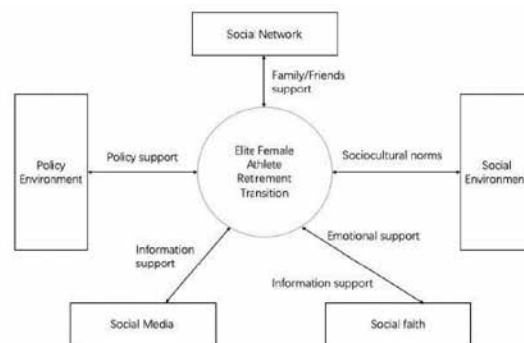 Social Network
Family/Friends
support
Elite Female
Athlete
Retirement
Transition
Policy
Environment
Policy support
Sociocultural norms
Social
Environment
Information
support
Emotional support
Information support
Social Media
Social faith